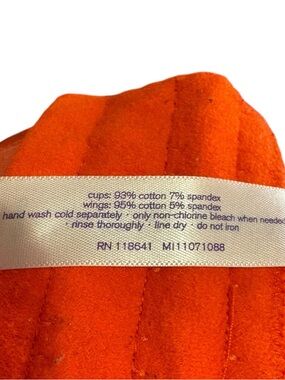 cups: 93% cotton 7% spandex
wings: 95% cotton 5% spandex
hand wash cold separately · only non-chlorine bleach when needed
· rinse thoroughly · line dry · do not iron
RN 118641 MI11071088